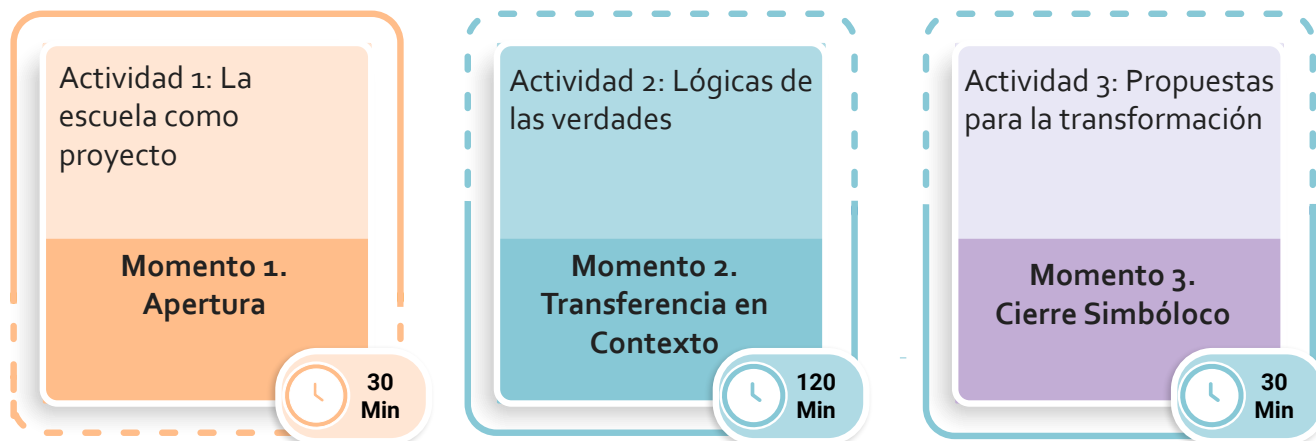 Actividad 1: La
escuela como
proyecto
Momento 1.
Apertura
30
Min
Actividad 2: Lógicas de
las verdades
Momento 2.
Transferencia en
Contexto
120
Min
Actividad 3: Propuestas
para la transformación
Momento 3.
Cierre Simbóloco
30
Min